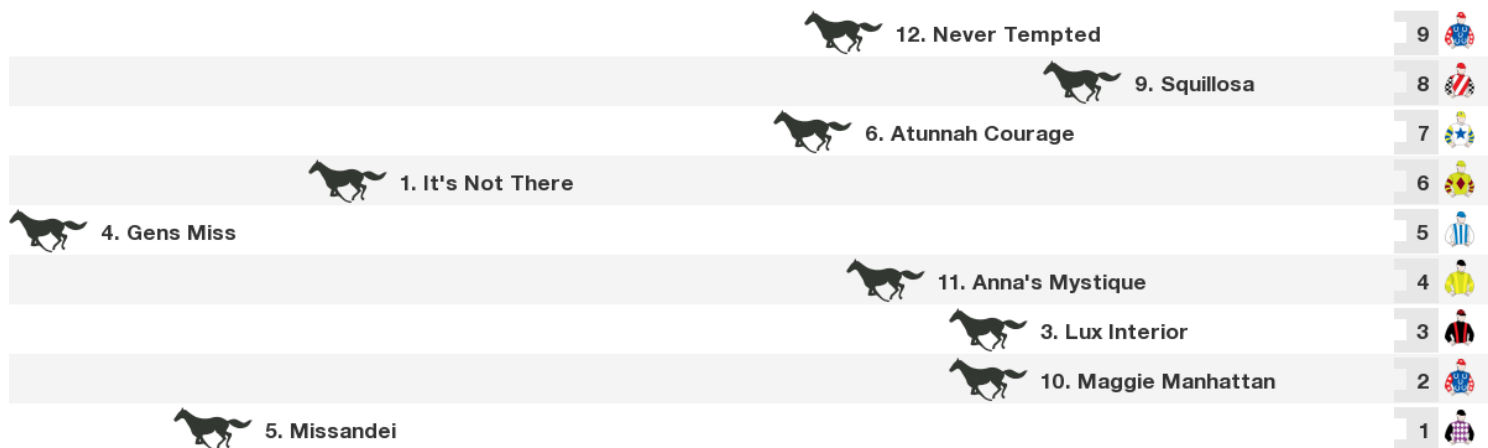 12. Never Tempted 9
9. Squillosa 8
6. Atunnah Courage 7
1. It's Not There 6
4. Gens Miss 5
11. Anna's Mystique 4
3. Lux Interior 3
10. Maggie Manhattan 2
5. Missandei 1